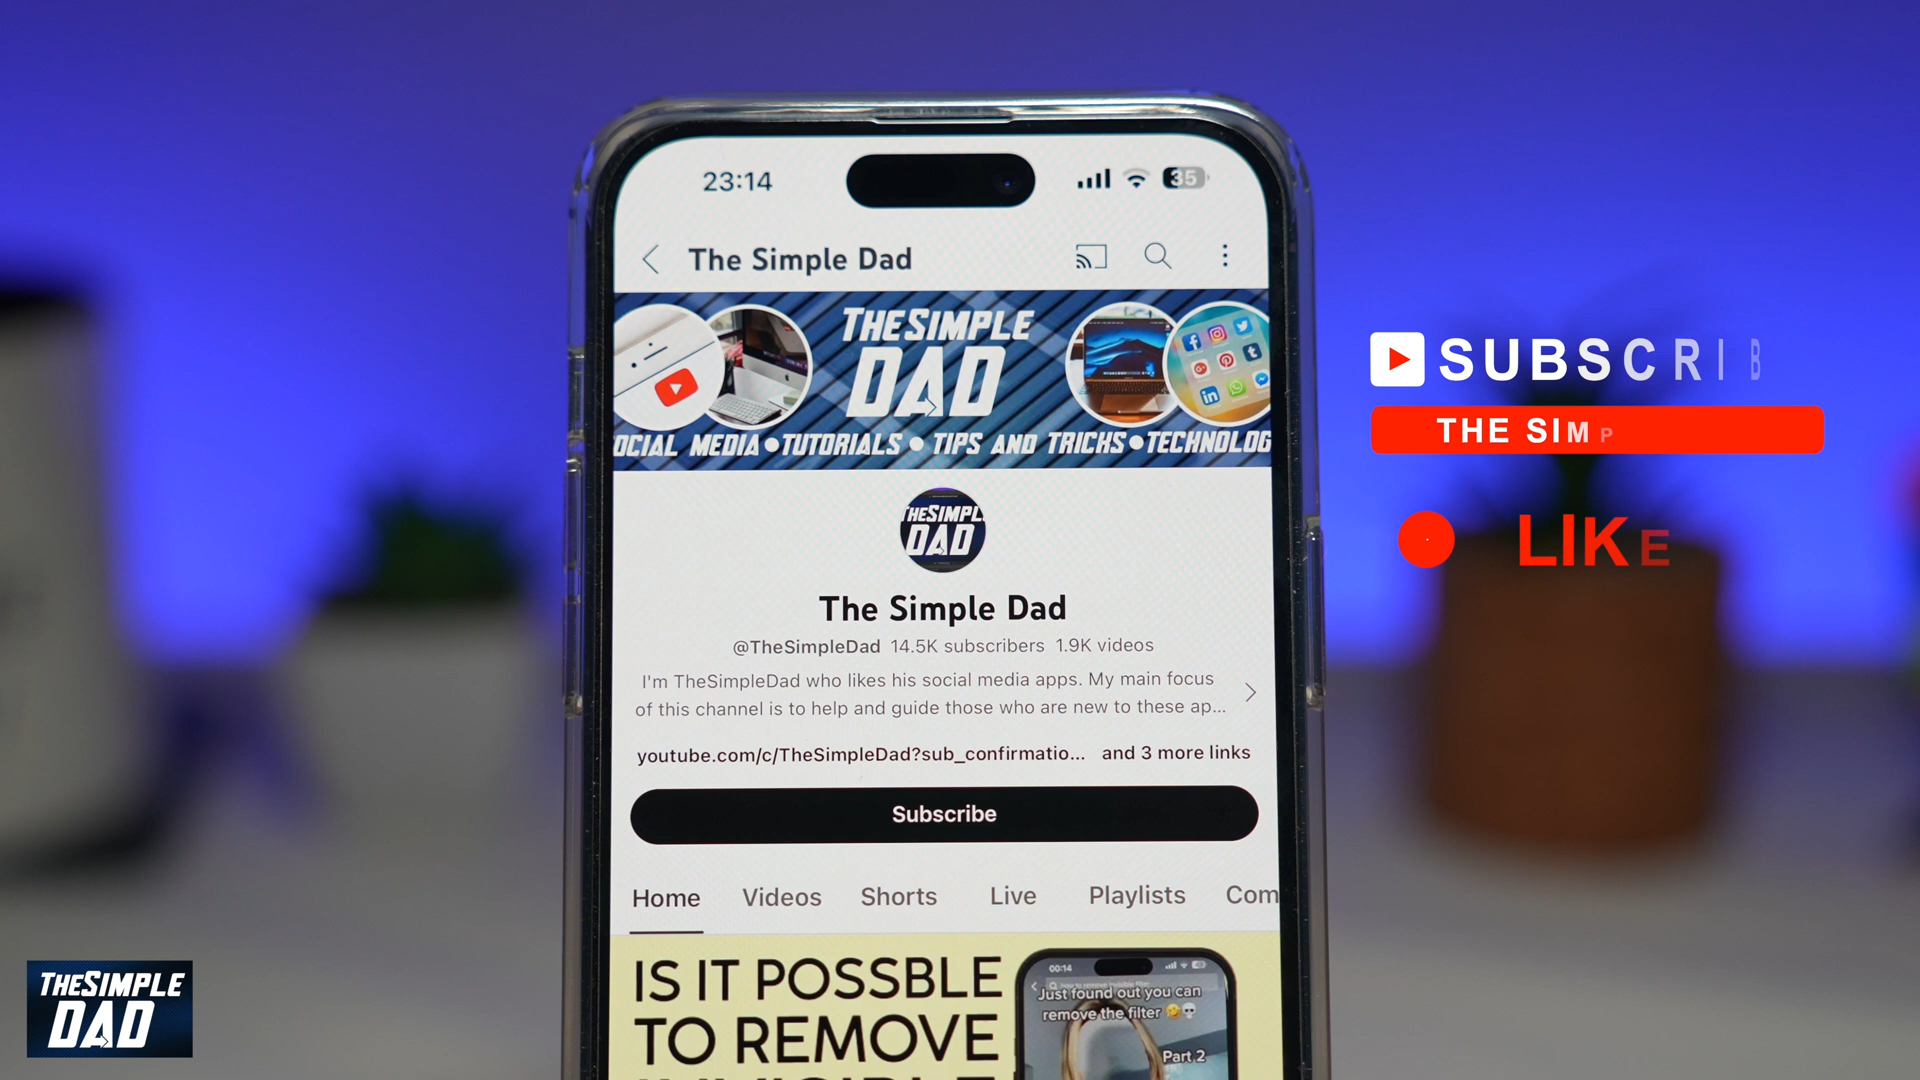 23:14
35
The Simple Dad
THESIMPLE
DAD
OCIAL MEDIA ● TUTORIALS ● TIPS AND TRICKS ● TECHNOLOG
THESIMPL
DAD
The Simple Dad
@TheSimpleDad 14.5K subscribers 1.9K videos
I'm TheSimpleDad who likes his social media apps. My main focus
of this channel is to help and guide those who are new to these ap...
youtube.com/c/TheSimpleDad?sub_confirmatio... and 3 more links
Subscribe
Home Videos Shorts Live Playlists Com
IS IT POSSBLE
TO REMOVE
00:14
Just found out you can
remove the filter
Part 2
SUBSCRIB
THE SIMP
LIKE
THESIMPLE
DAD